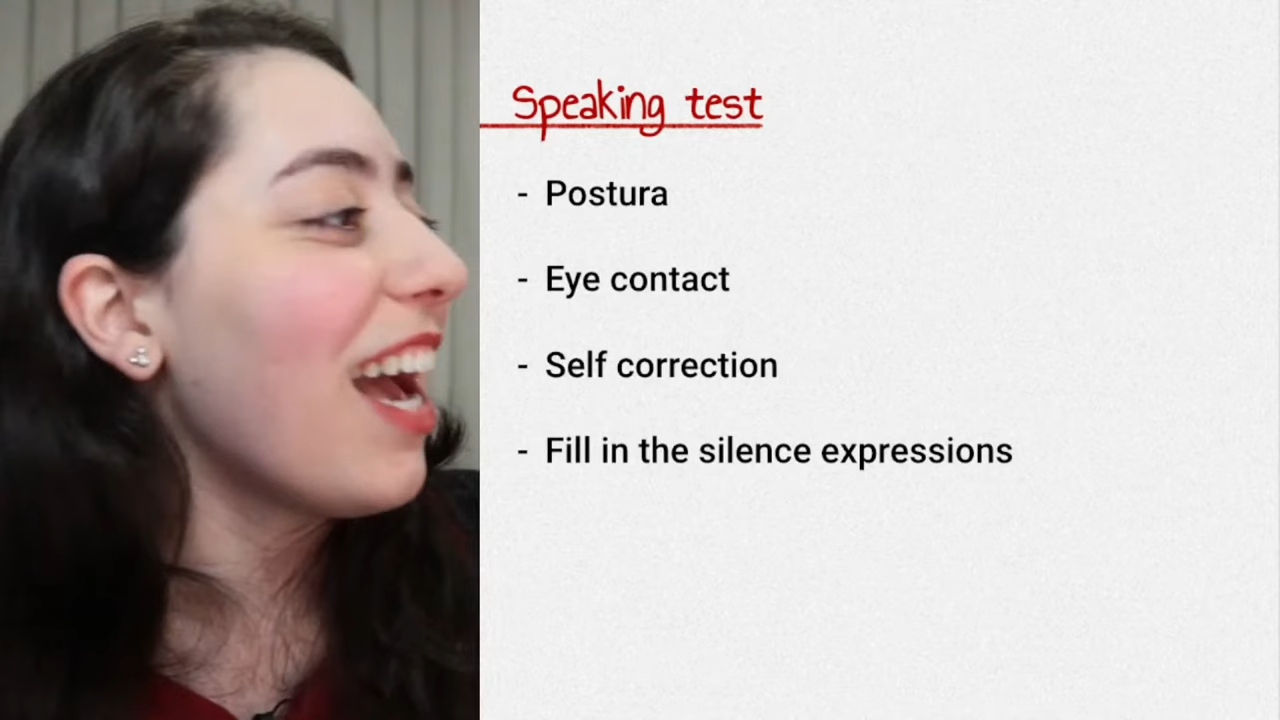 Speaking test
- Postura
- Eye contact
- Self correction
- Fill in the silence expressions